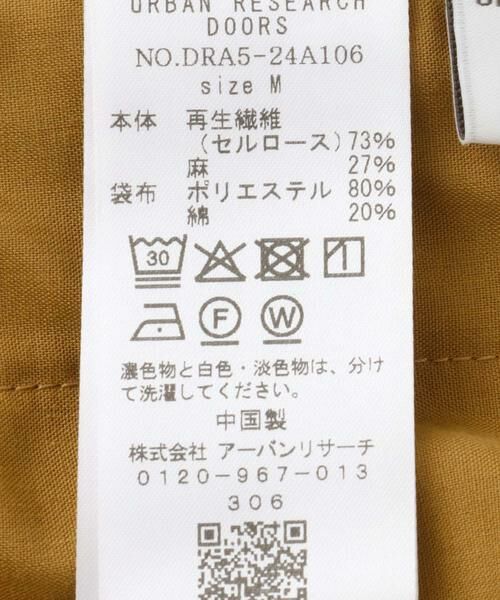 URBAN RESEARCH
DOORS
NO.DRA5-24A106
size M
本体 再生繊維
(セルロース)73%
麻 27%
袋布 ポリエステル 80%
綿 20%
30
F W
濃色物と白色・淡色物は、分け
て洗濯してください。
中国製
株式会社 アーバンリサーチ
0120-967-013
306